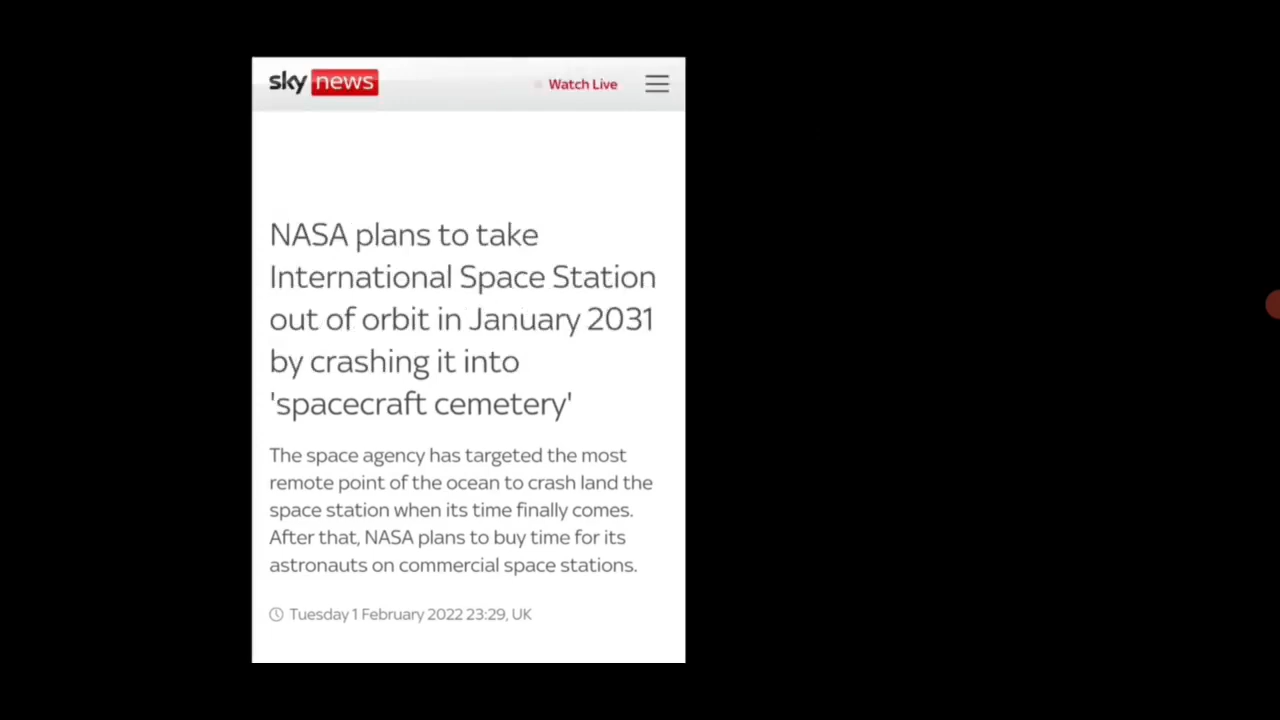 sky news
Watch Live
NASA plans to take
International Space Station
out of orbit in January 2031
by crashing it into
'spacecraft cemetery'
The space agency has targeted the most
remote point of the ocean to crash land the
space station when its time finally comes.
After that, NASA plans to buy time for its
astronauts on commercial space stations.
Tuesday 1 February 2022 23:29, UK